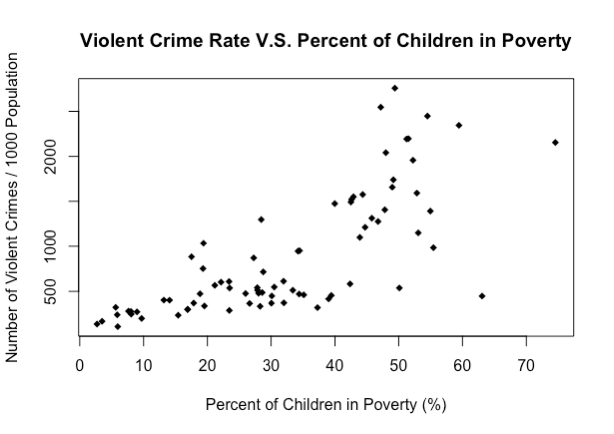 Violent Crime Rate V.S. Percent of Children in Poverty
Number of Violent Crimes / 1000 Population
2000
1000
500
0 10 20 30 40 50 60 70
Percent of Children in Poverty (%)